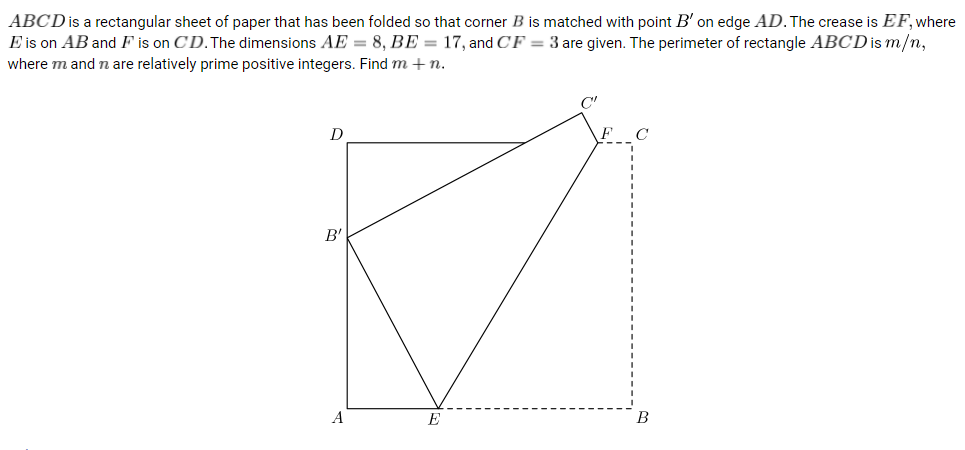 ABCD is a rectangular sheet of paper that has been folded so that corner B is matched with point B′ on edge AD. The crease is EF, where
E is on AB and F is on CD. The dimensions AE = 8, BE = 17, and CF = 3 are given. The perimeter of rectangle ABCD is m/n,
where m and n are relatively prime positive integers. Find m + n.
C′
D F C
B′
A E B